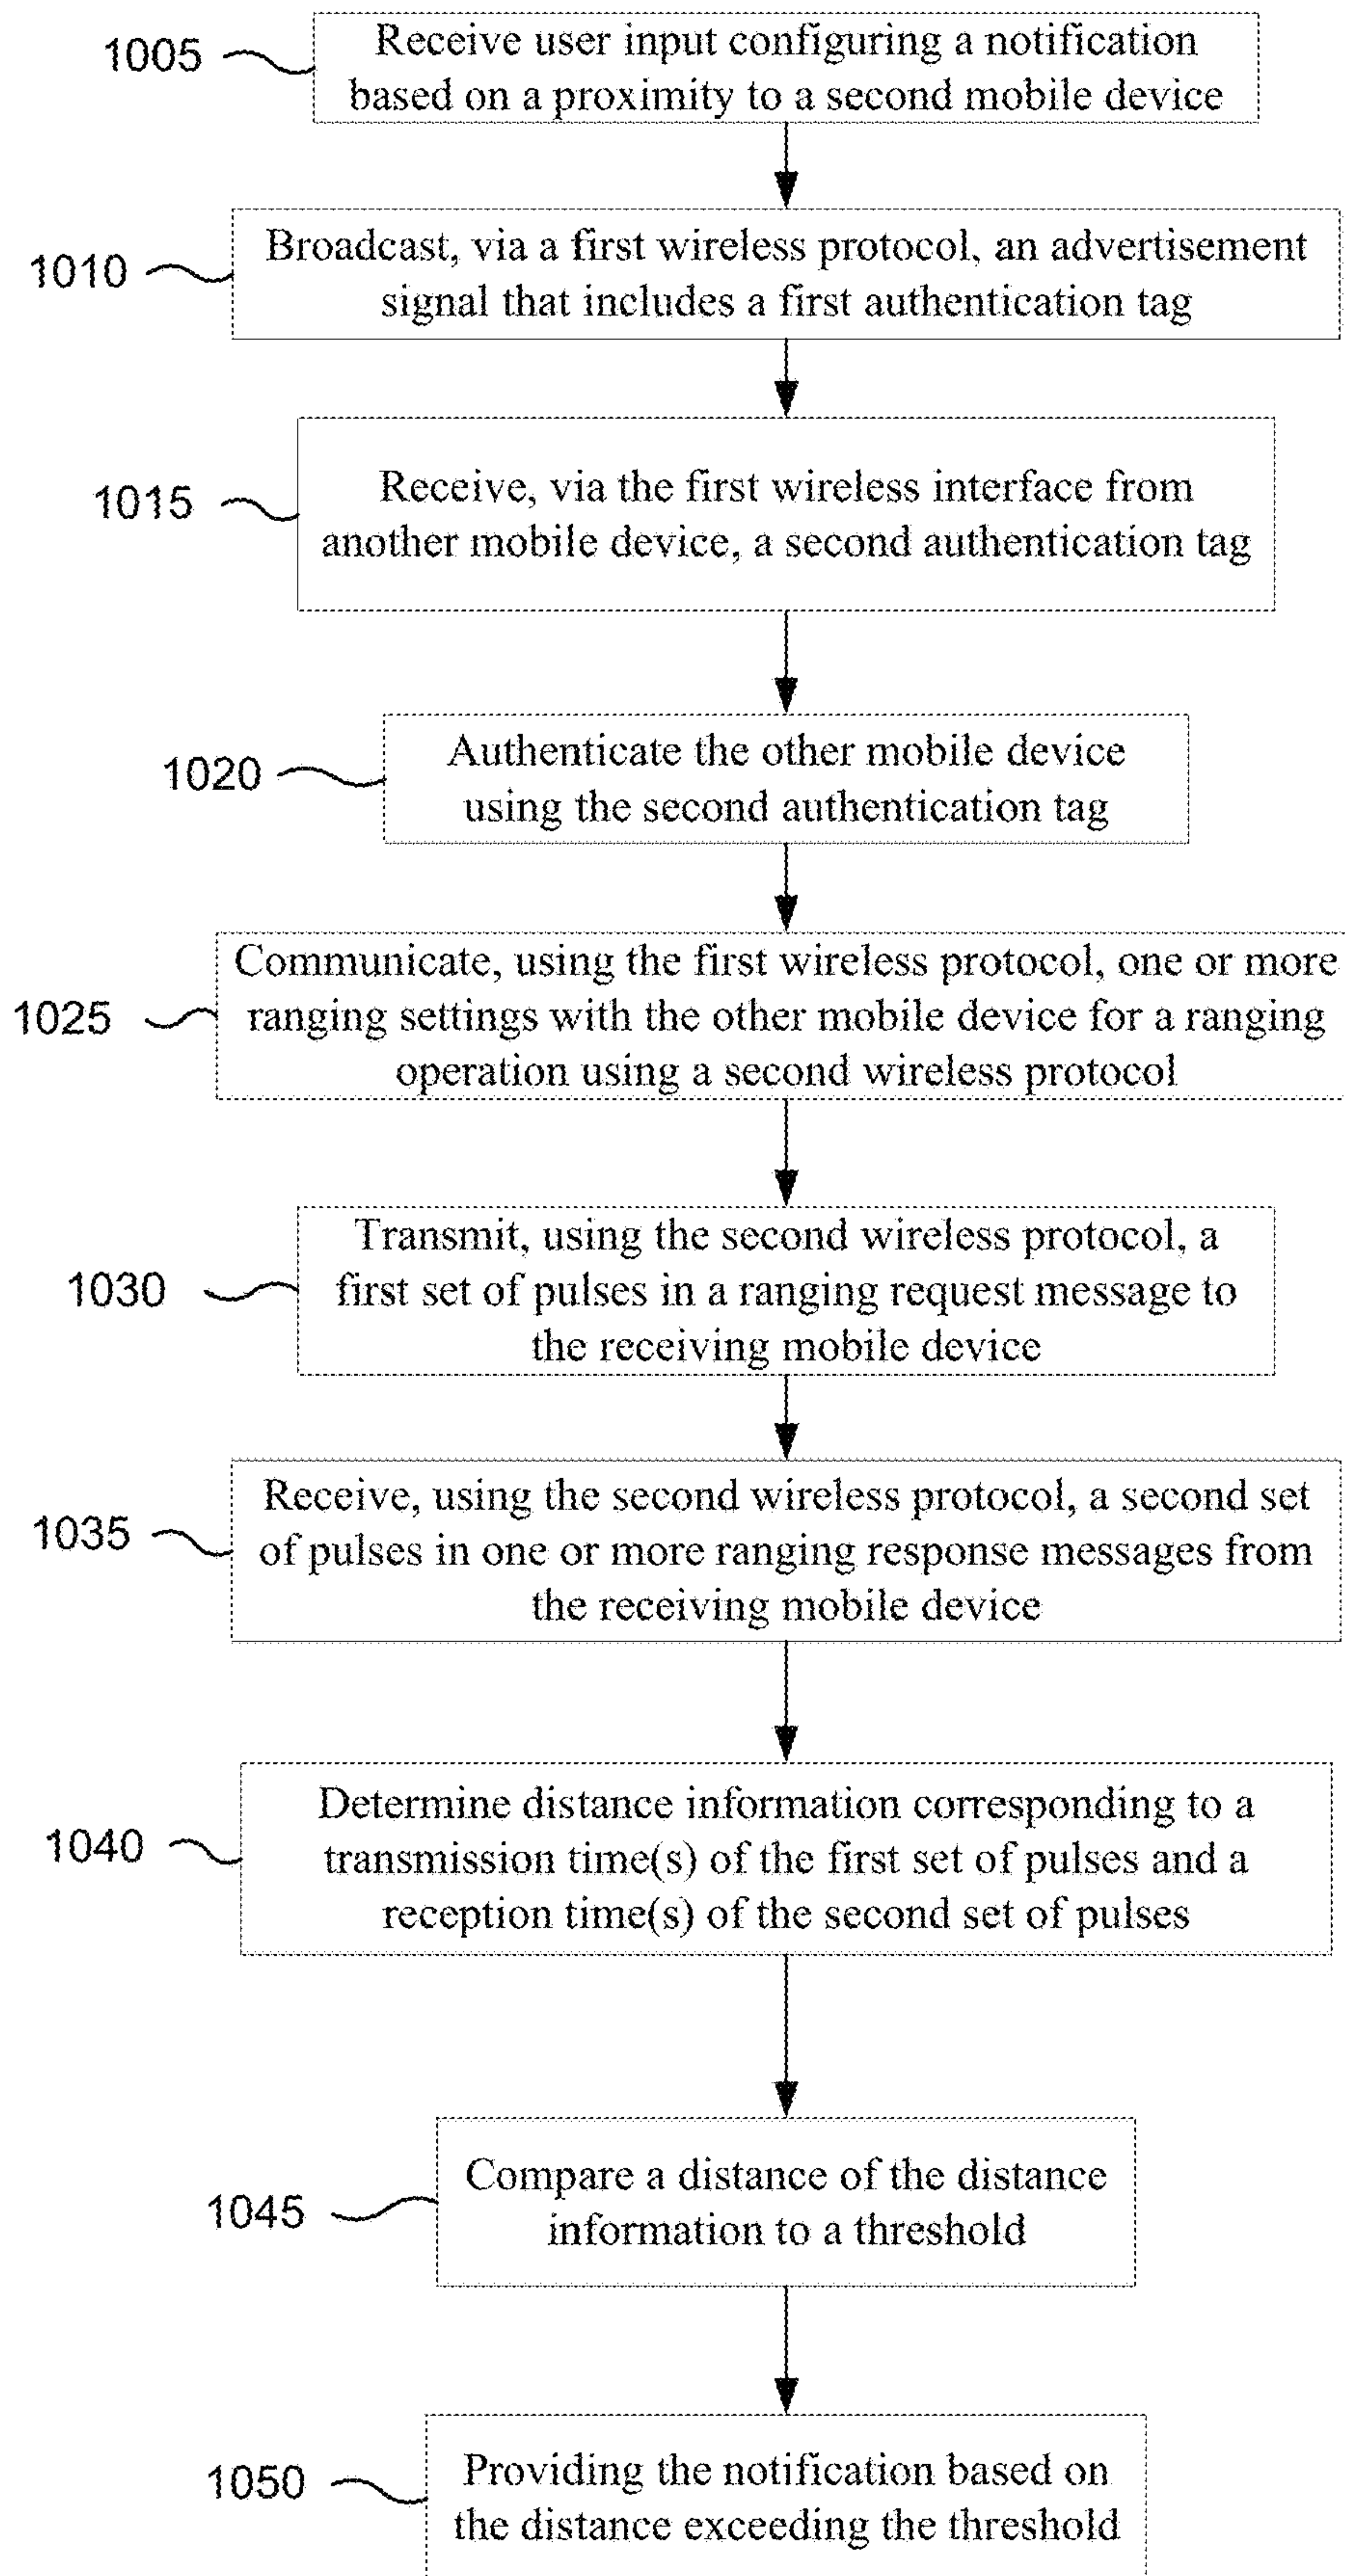 1005
Receive user input configuring a notification
based on a proximity to a second mobile device
1010
Broadcast, via a first wireless protocol, an advertisement
signal that includes a first authentication tag
1015
Receive, via the first wireless interface from
another mobile device, a second authentication tag
1020
Authenticate the other mobile device
using the second authentication tag
1025
Communicate, using the first wireless protocol, one or more
ranging settings with the other mobile device for a ranging
operation using a second wireless protocol
1030
Transmit, using the second wireless protocol, a
first set of pulses in a ranging request message to
the receiving mobile device
1035
Receive, using the second wireless protocol, a second set
of pulses in one or more ranging response messages from
the receiving mobile device
1040
Determine distance information corresponding to a
transmission time(s) of the first set of pulses and a
reception time(s) of the second set of pulses
1045
Compare a distance of the distance
information to a threshold
1050
Providing the notification based on
the distance exceeding the threshold